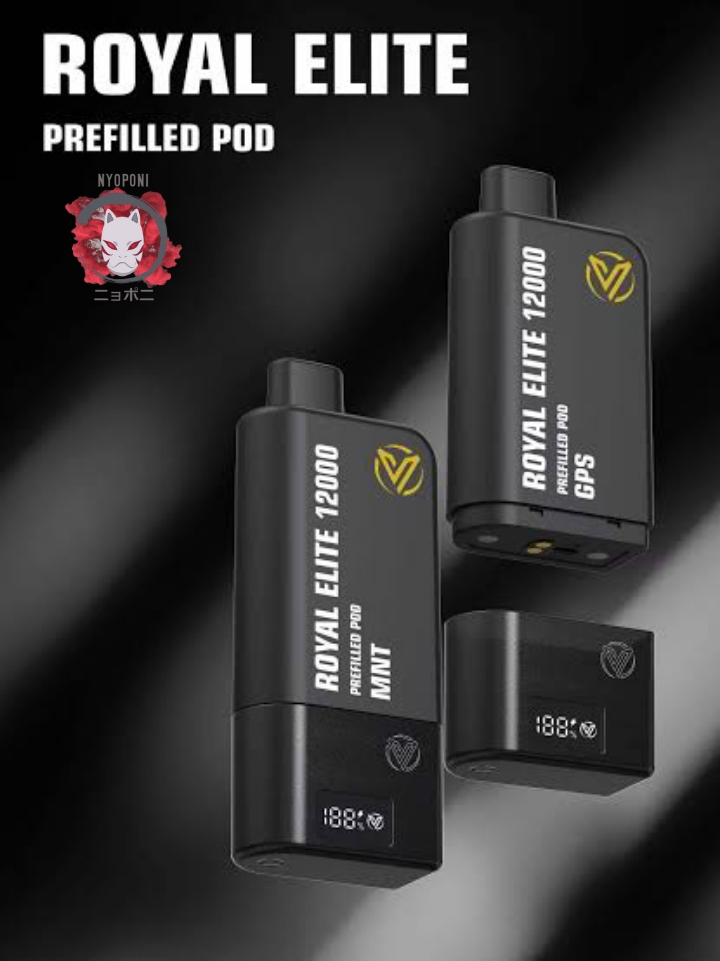 ROYAL ELITE
PREFILLED POD
NYOPONI
ニョポニ
ROYAL ELITE 12000
PREFILLED POD
GPS
ROYAL ELITE 12000
PREFILLED POD
MNT
188%
188%